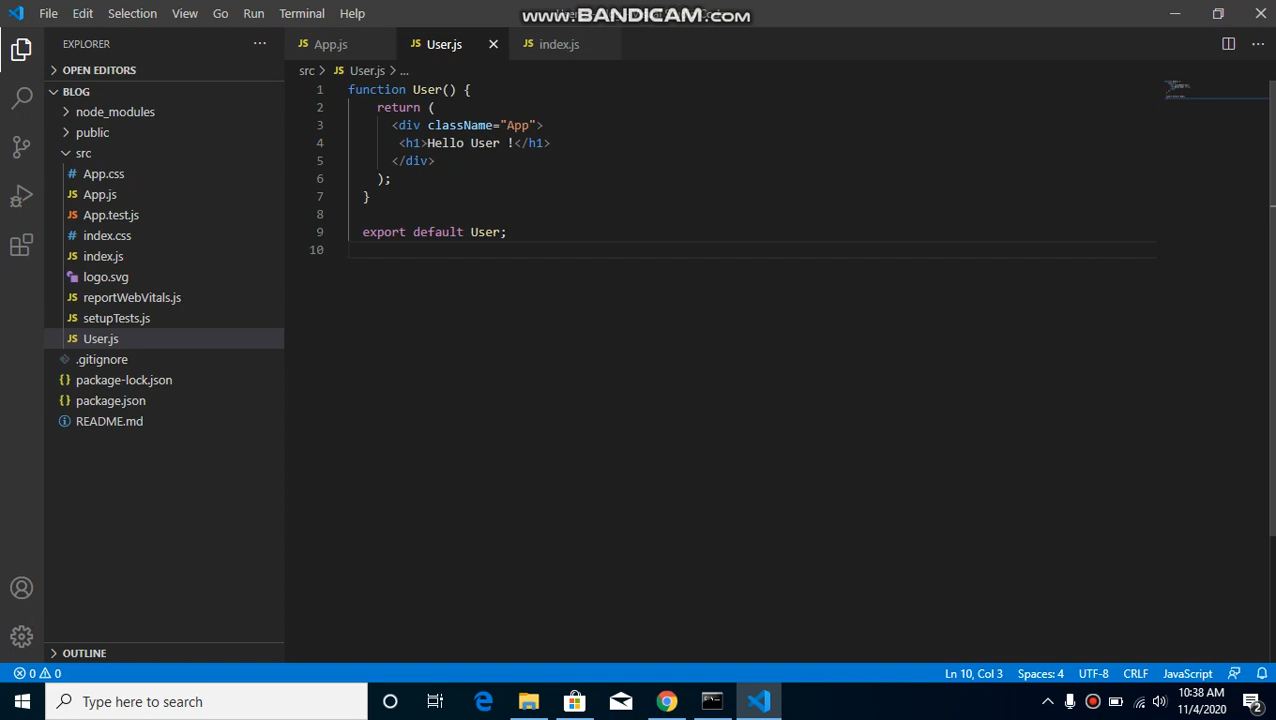 File Edit Selection View Go Run Terminal Help
www.BANDICAM.com
EXPLORER
OPEN EDITORS
BLOG
node_modules
public
src
App.css
App.js
App.test.js
index.css
index.js
logo.svg
reportWebVitals.js
setupTests.js
User.js
.gitignore
package-lock.json
package.json
README.md
OUTLINE
JS App.js JS User.js JS index.js
src > JS User.js > ...
1 function User() {
2 return (
3 <div className="App">
4 <h1>Hello User !</h1>
5 </div>
6 );
7 }
8
9 export default User;
10
0 0 Ln 10, Col 3 Spaces: 4 UTF-8 CRLF JavaScript
Type here to search
10:38 AM
11/4/2020
2